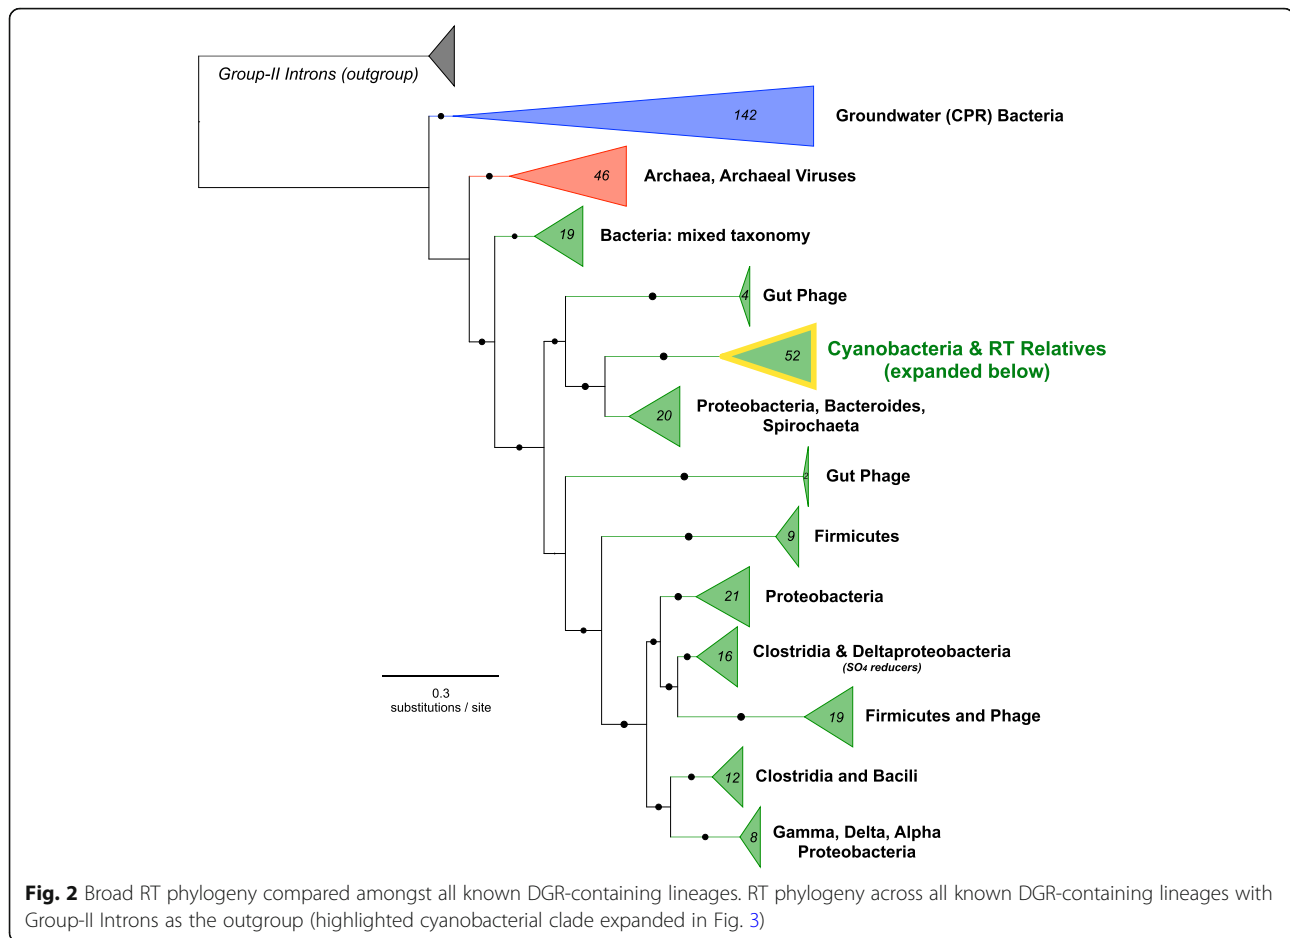 Group-II Introns (outgroup)
142
Groundwater (CPR) Bacteria
46
Archaea, Archaeal Viruses
19
Bacteria: mixed taxonomy
4
Gut Phage
52
Cyanobacteria & RT Relatives
(expanded below)
20
Proteobacteria, Bacteroides,
Spirochaeta
2
Gut Phage
9
Firmicutes
21
Proteobacteria
16
Clostridia & Deltaproteobacteria
(SO4 reducers)
19
Firmicutes and Phage
0.3
substitutions / site
12
Clostridia and Bacili
8
Gamma, Delta, Alpha
Proteobacteria
Fig. 2 Broad RT phylogeny compared amongst all known DGR-containing lineages. RT phylogeny across all known DGR-containing lineages with
Group-II Introns as the outgroup (highlighted cyanobacterial clade expanded in Fig. 3)